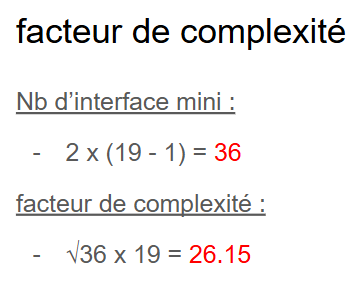 facteur de complexité
Nb d’interface mini :
- 2 x (19 - 1) = 36
facteur de complexité :
- √36 x 19 = 26.15